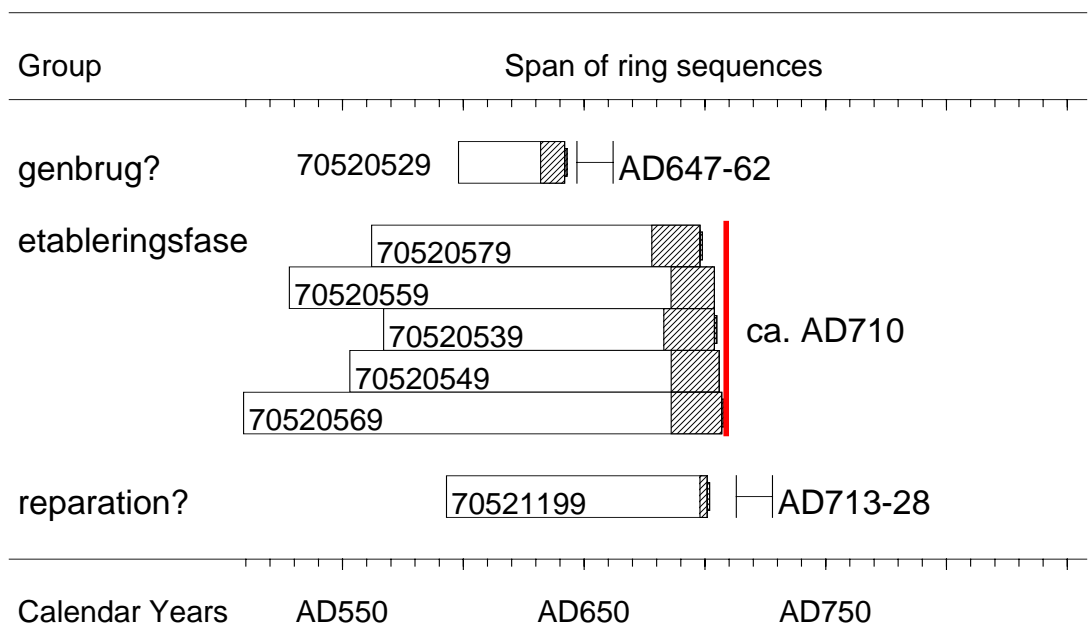 Group Span of ring sequences
genbrug? 70520529 AD647-62
etableringsfase 70520579
70520559
70520539 ca. AD710
70520549
70520569
reparation? 70521199 AD713-28
Calendar Years AD550 AD650 AD750